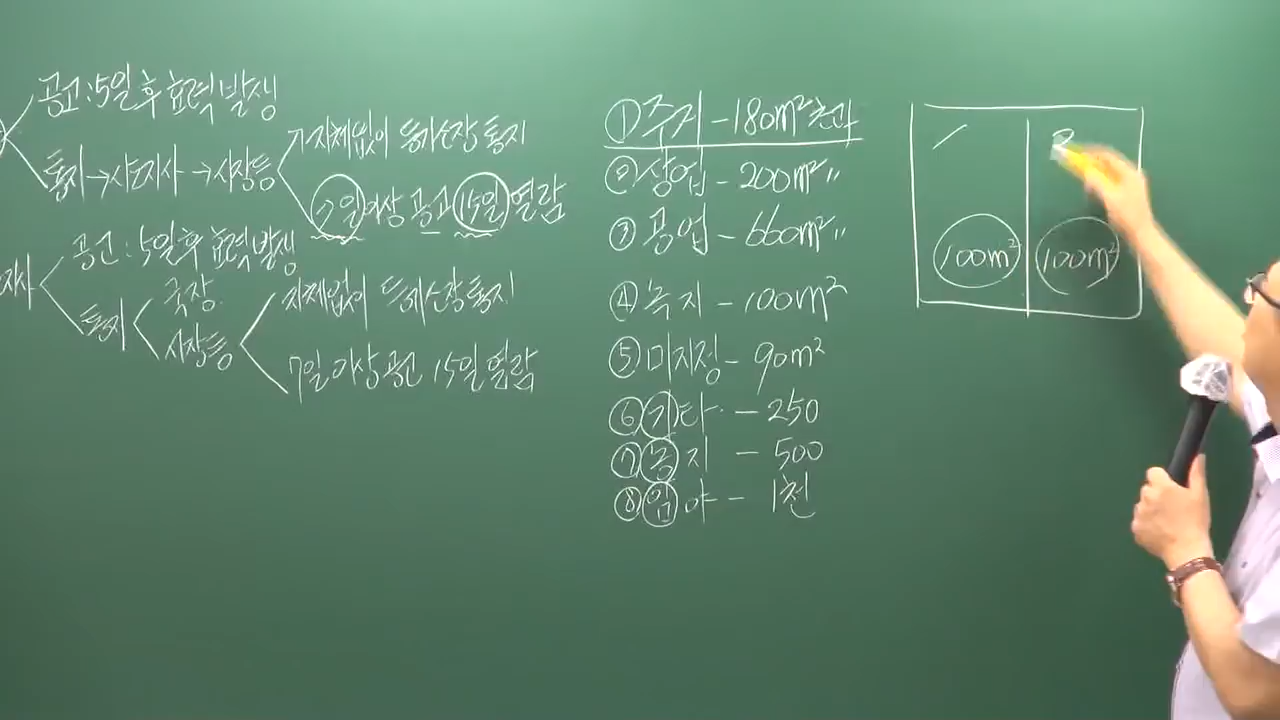 공고: 5일 후 효력발생
통지 → 시·도지사 → 시장등
지체없이 등기소장 통지
7일이상 공고 15일 열람
공고: 5일 후 효력발생
통지
국장
시장등
지체없이 등기소장 통지
7일 이상 공고 15일 열람
① 주거 - 180m² 초과
② 상업 - 200m² 〃
③ 공업 - 660m² 〃
④ 녹지 - 100m²
⑤ 미지정 - 90m²
⑥ 기타 - 250
⑦ 농지 - 500
⑧ 임야 - 1천
100m² 100m²